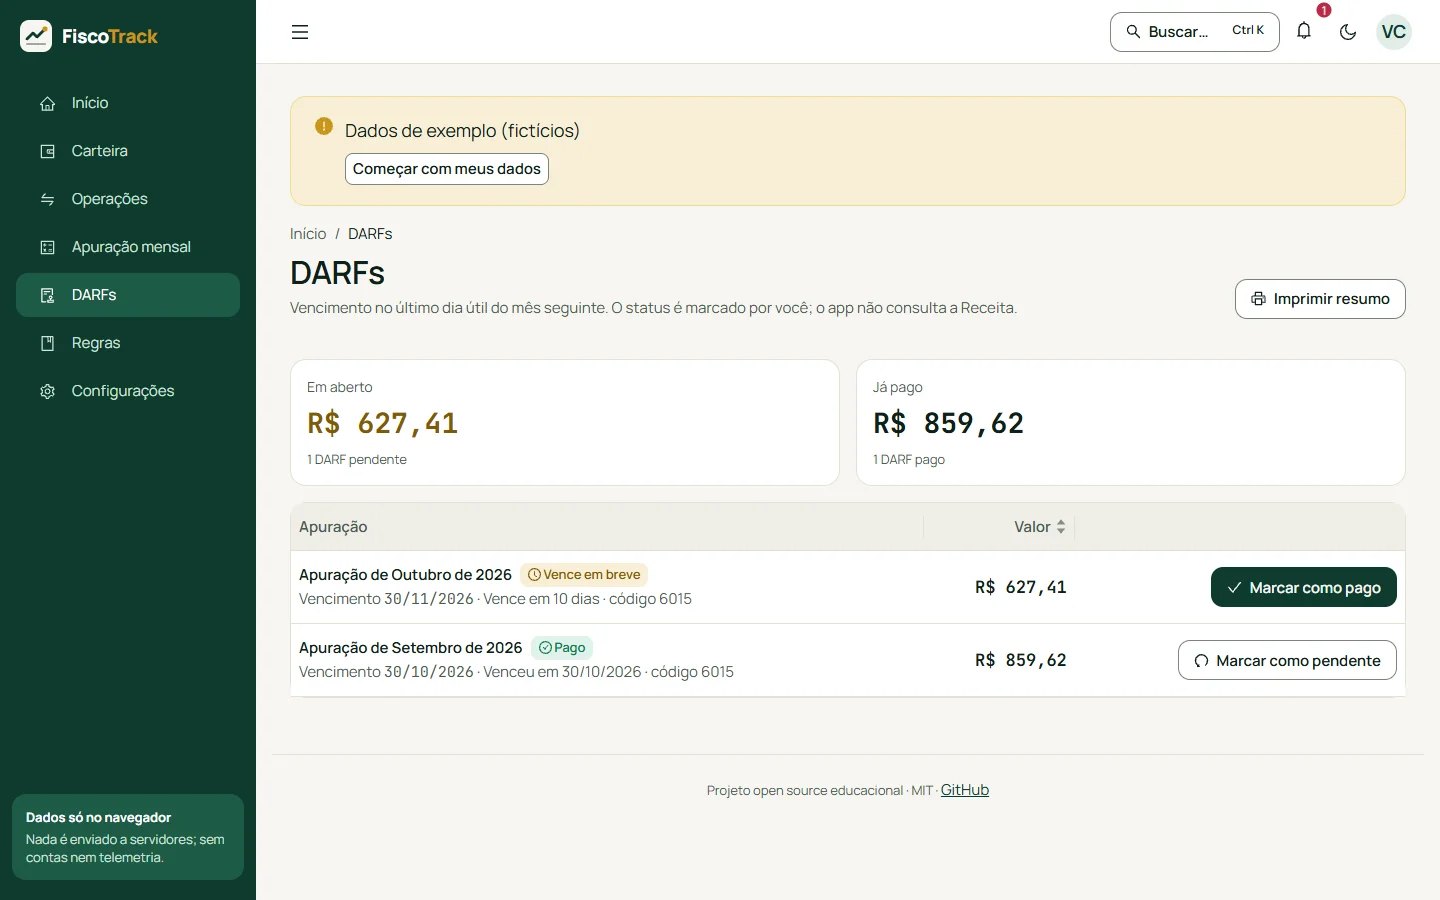 FiscoTrack
Buscar... Ctrl K
1
VC
Início
Carteira
Operações
Apuração mensal
DARFs
Regras
Configurações
Dados só no navegador
Nada é enviado a servidores; sem
contas nem telemetria.
Dados de exemplo (fictícios)
Começar com meus dados
Início / DARFs
DARFs
Vencimento no último dia útil do mês seguinte. O status é marcado por você; o app não consulta a Receita.
Imprimir resumo
Em aberto
R$ 627,41
1 DARF pendente
Já pago
R$ 859,62
1 DARF pago
Apuração Valor
Apuração de Outubro de 2026 Vence em breve
Vencimento 30/11/2026 · Vence em 10 dias · código 6015
R$ 627,41
Marcar como pago
Apuração de Setembro de 2026 Pago
Vencimento 30/10/2026 · Venceu em 30/10/2026 · código 6015
R$ 859,62
Marcar como pendente
Projeto open source educacional · MIT · GitHub